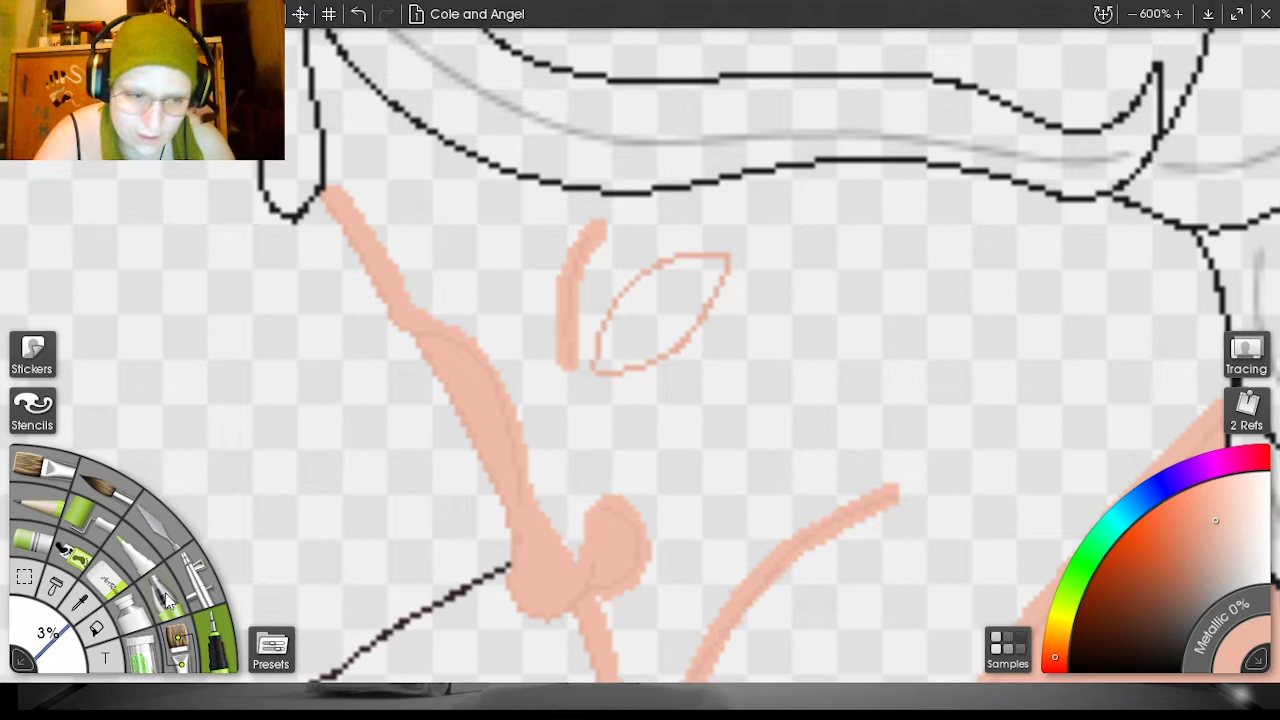 Cole and Angel
600%
Stickers
Stencils
Tracing
2 Refs
3%
T
Presets
Samples
Metallic 0%